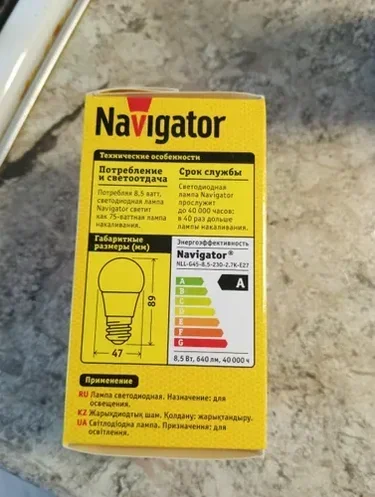 Navigator
Технические особенности
Потребление
и светоотдача
Потребляя 8,5 ватт,
светодиодная лампа
Navigator светит
как 75-ваттная лампа
накаливания.
Срок службы
Светодиодная
лампа Navigator
прослужит
до 40 000 часов:
в 40 раз дольше
лампы накаливания.
Габаритные
размеры (мм)
89
47
Энергоэффективность
Navigator®
NLL-G45-8,5-230-2,7K-E27
A
B
C
D
E
F
G
A
8,5 Вт, 640 лм, 40 000 ч
Применение
RU Лампа светодиодная. Назначение: для
освещения.
KZ Жарықдиодтық шам. Қолдану: жарықтандыру.
UA Світлодіодна лампа. Призначення: для
освітлення.